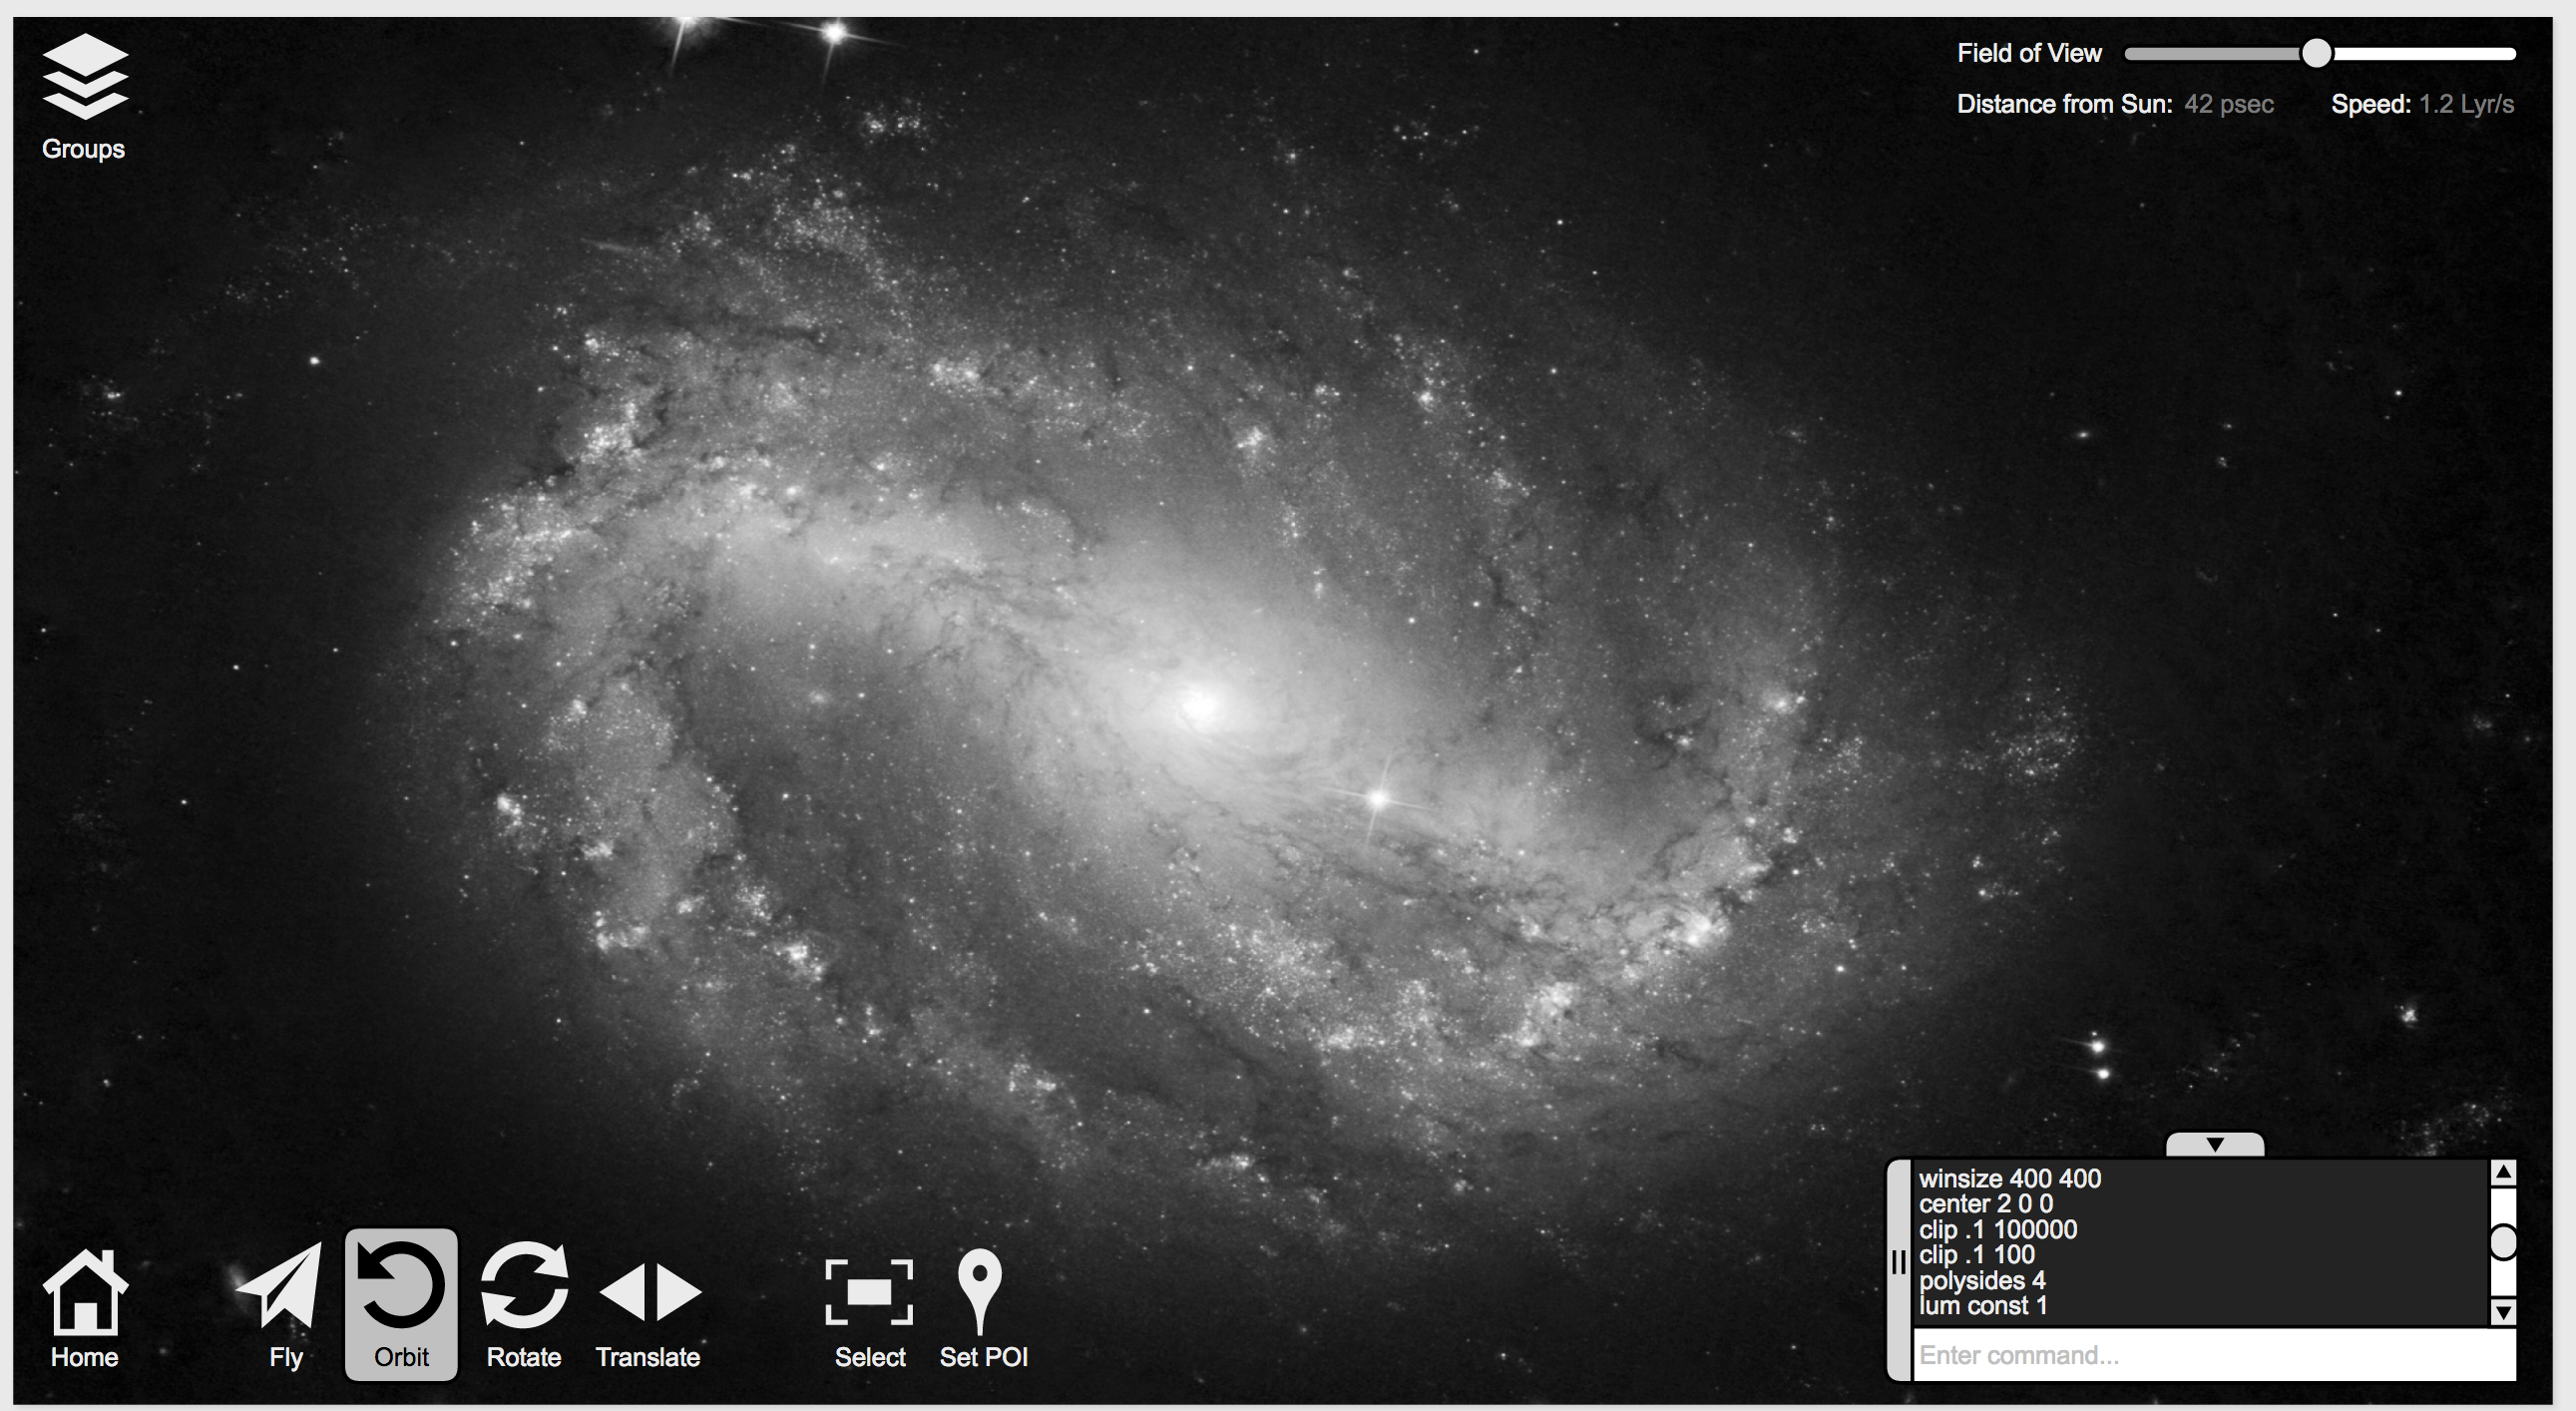 Groups
Field of View
Distance from Sun: 42 psec Speed: 1.2 Lyr/s
winsize 400 400
center 2 0 0
clip .1 100000
clip .1 100
polysides 4
lum const 1
Enter command...
Home Fly Orbit Rotate Translate Select Set POI